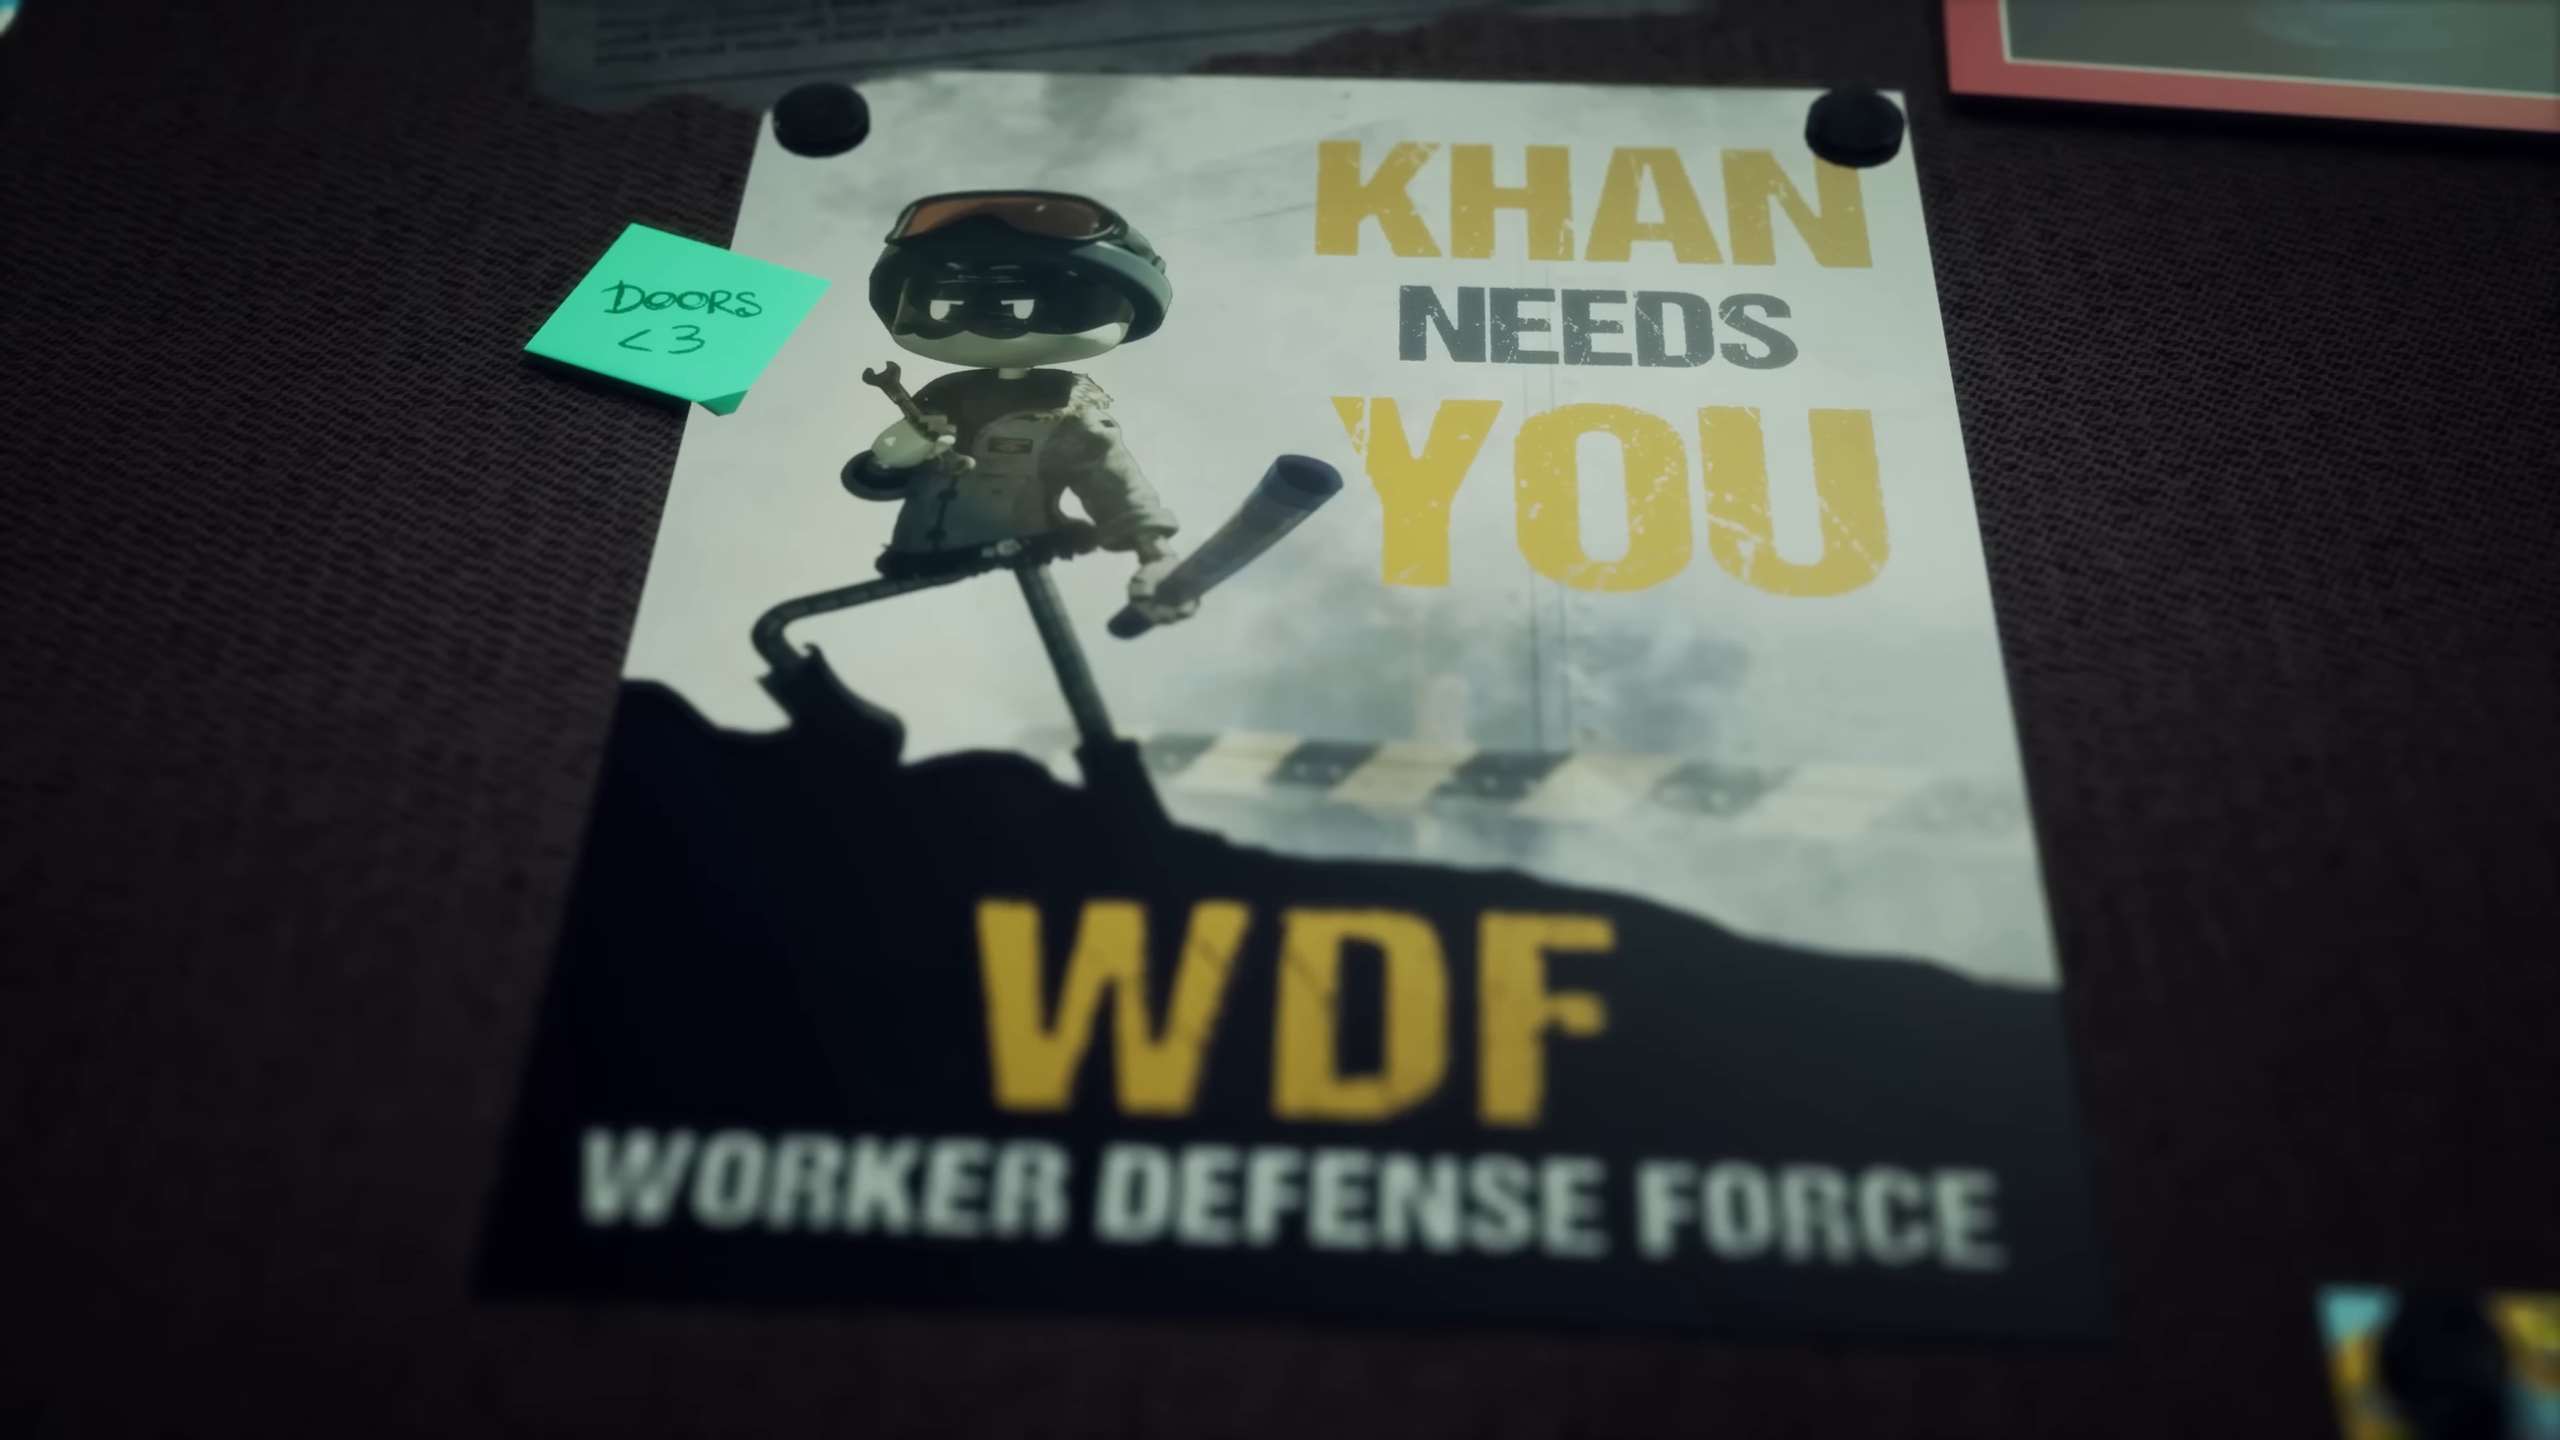 DOORS
<3
KHAN
NEEDS
YOU
WDF
WORKER DEFENSE FORCE